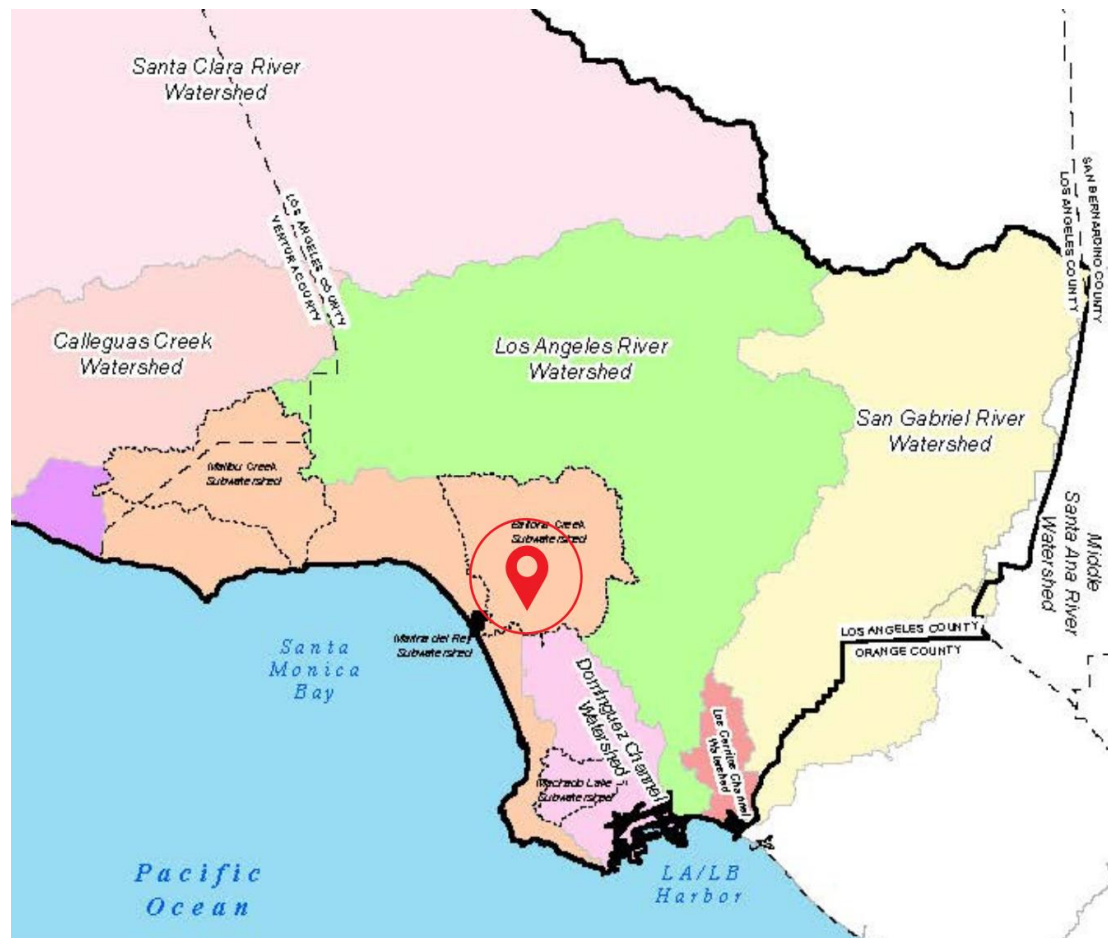 Santa Clara River
Watershed
LOS ANGELES COUNTY
VENTURA COUNTY
SAN BERNARDINO COUNTY
LOS ANGELES COUNTY
Calleguas Creek
Watershed
Los Angeles River
Watershed
San Gabriel River
Watershed
Malibu Creek
Subwatershed
Ballona Creek
Subwatershed
Middle
Santa Ana River
Watershed
LOS ANGELES COUNTY
ORANGE COUNTY
Marina del Rey
Subwatershed
Santa
Monica
Bay
Dominguez Channel
Watershed
Los Cerritos Channel
Watershed
Machado Lake
Subwatershed
Pacific
Ocean
LA/LB
Harbor